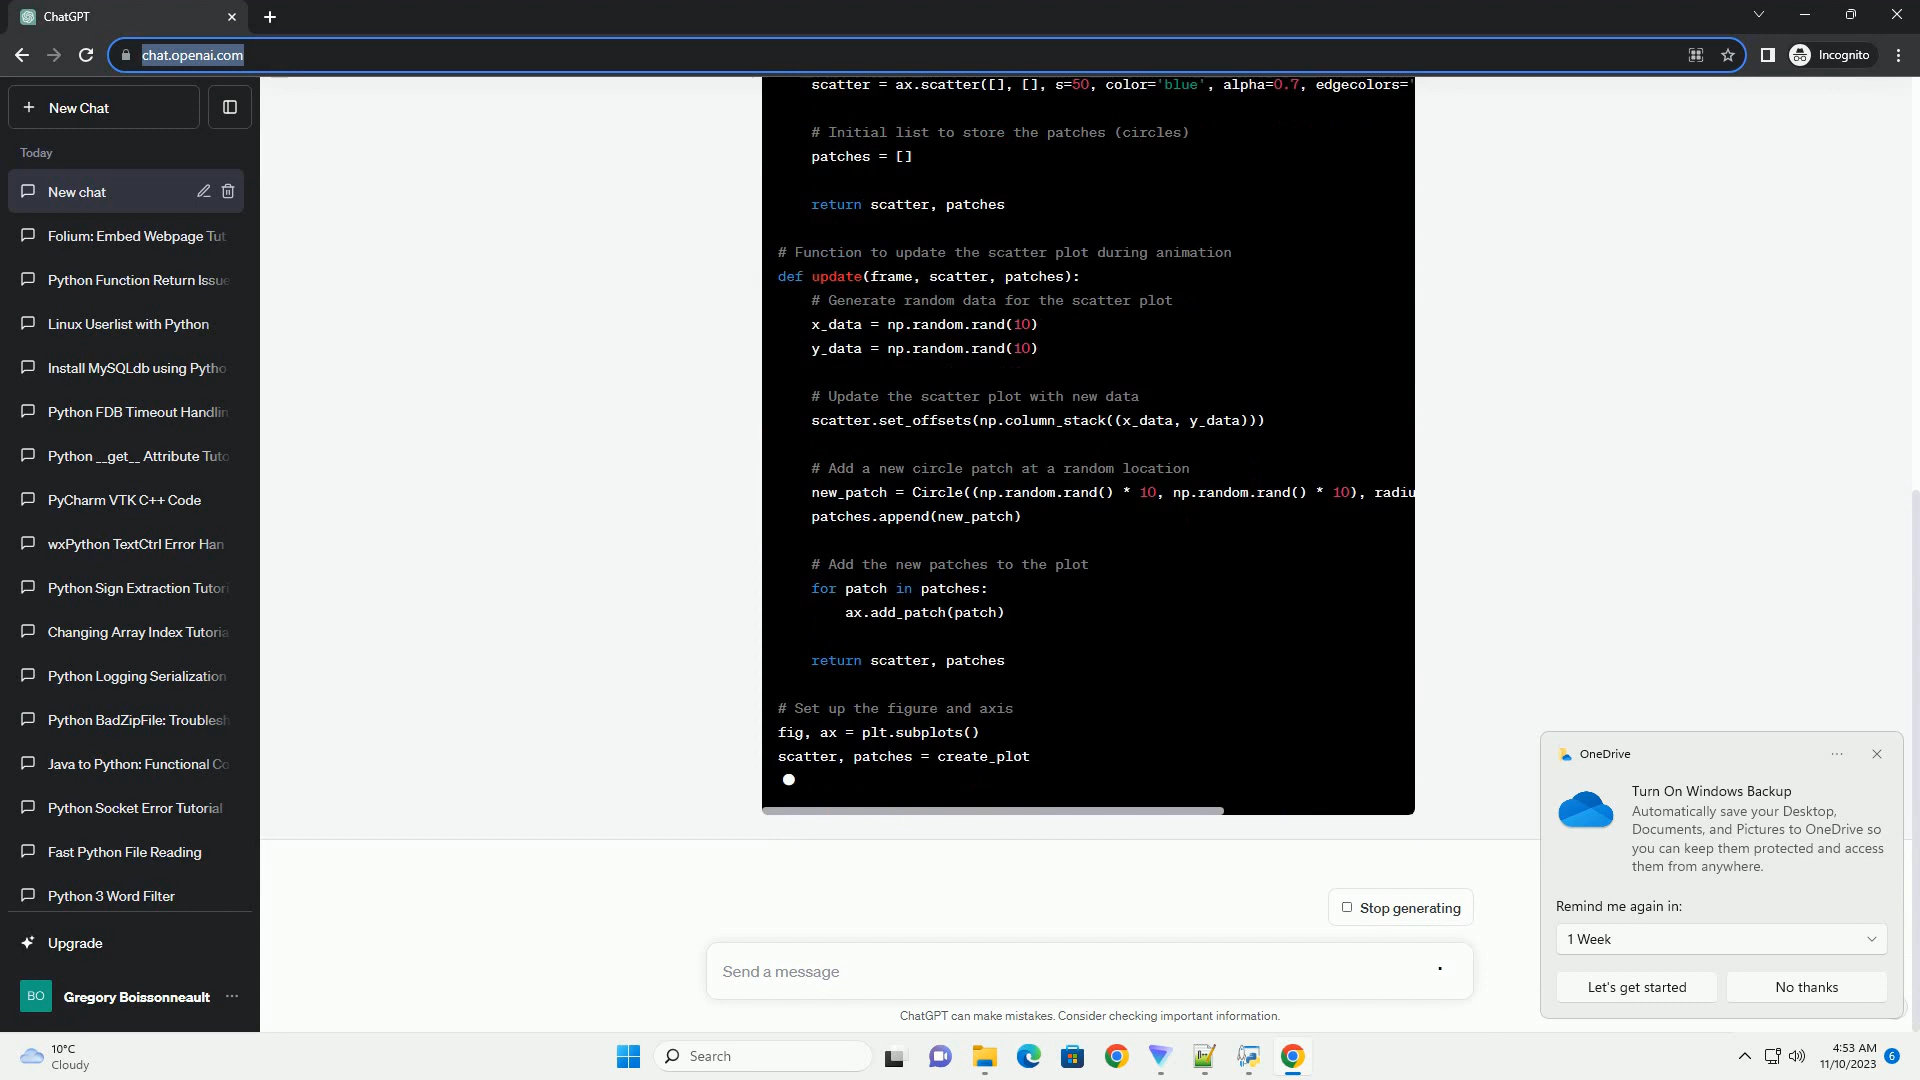 ChatGPT
chat.openai.com
Incognito
New Chat
Today
New chat
Folium: Embed Webpage Tut
Python Function Return Issue
Linux Userlist with Python
Install MySQLdb using Pytho
Python FDB Timeout Handlin
Python __get__ Attribute Tuto
PyCharm VTK C++ Code
wxPython TextCtrl Error Han
Python Sign Extraction Tutori
Changing Array Index Tutoria
Python Logging Serialization
Python BadZipFile: Troublesh
Java to Python: Functional Co
Python Socket Error Tutorial
Fast Python File Reading
Python 3 Word Filter
Upgrade
BO Gregory Boissonneault
scatter = ax.scatter([], [], s=50, color='blue', alpha=0.7, edgecolors='
# Initial list to store the patches (circles)
patches = []
return scatter, patches
# Function to update the scatter plot during animation
def update(frame, scatter, patches):
# Generate random data for the scatter plot
x_data = np.random.rand(10)
y_data = np.random.rand(10)
# Update the scatter plot with new data
scatter.set_offsets(np.column_stack((x_data, y_data)))
# Add a new circle patch at a random location
new_patch = Circle((np.random.rand() * 10, np.random.rand() * 10), radiu
patches.append(new_patch)
# Add the new patches to the plot
for patch in patches:
ax.add_patch(patch)
return scatter, patches
# Set up the figure and axis
fig, ax = plt.subplots()
scatter, patches = create_plot
Stop generating
Send a message
ChatGPT can make mistakes. Consider checking important information.
OneDrive
Turn On Windows Backup
Automatically save your Desktop,
Documents, and Pictures to OneDrive so
you can keep them protected and access
them from anywhere.
Remind me again in:
1 Week
Let's get started
No thanks
10°C
Cloudy
Search
4:53 AM
11/10/2023
6